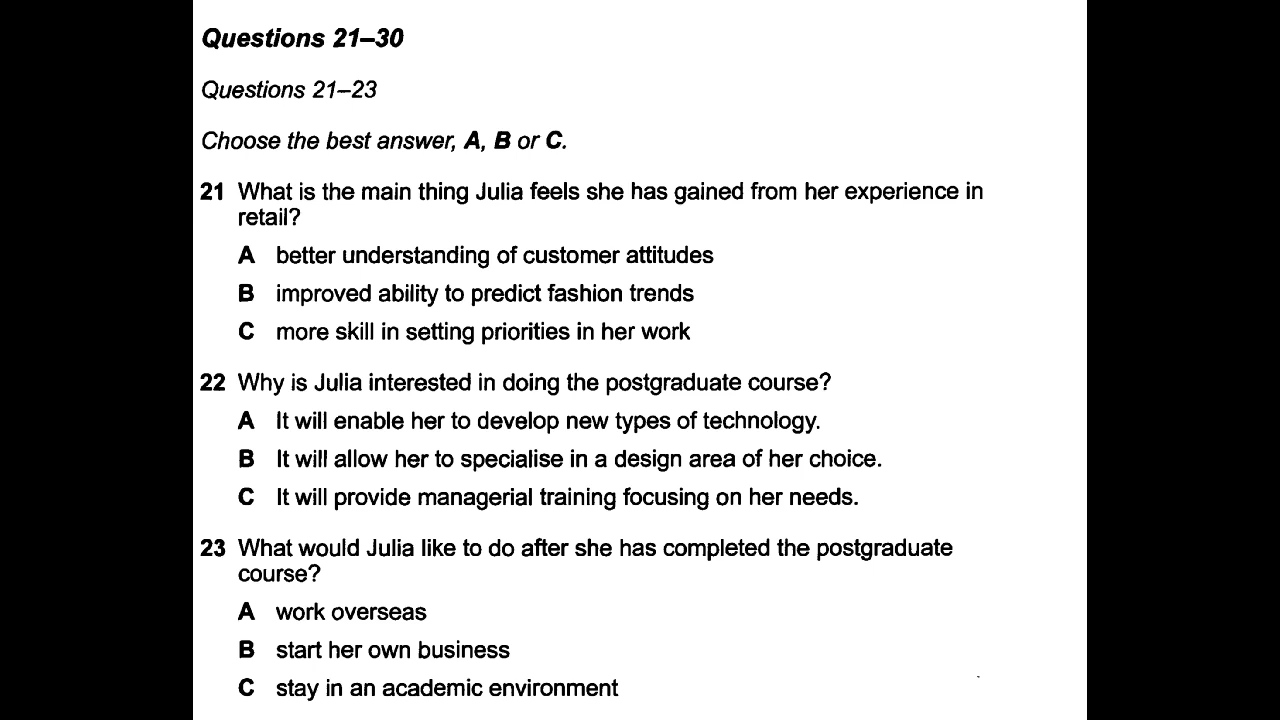 Questions 21–30
Questions 21–23
Choose the best answer, A, B or C.
21 What is the main thing Julia feels she has gained from her experience in
retail?
A better understanding of customer attitudes
B improved ability to predict fashion trends
C more skill in setting priorities in her work
22 Why is Julia interested in doing the postgraduate course?
A It will enable her to develop new types of technology.
B It will allow her to specialise in a design area of her choice.
C It will provide managerial training focusing on her needs.
23 What would Julia like to do after she has completed the postgraduate
course?
A work overseas
B start her own business
C stay in an academic environment